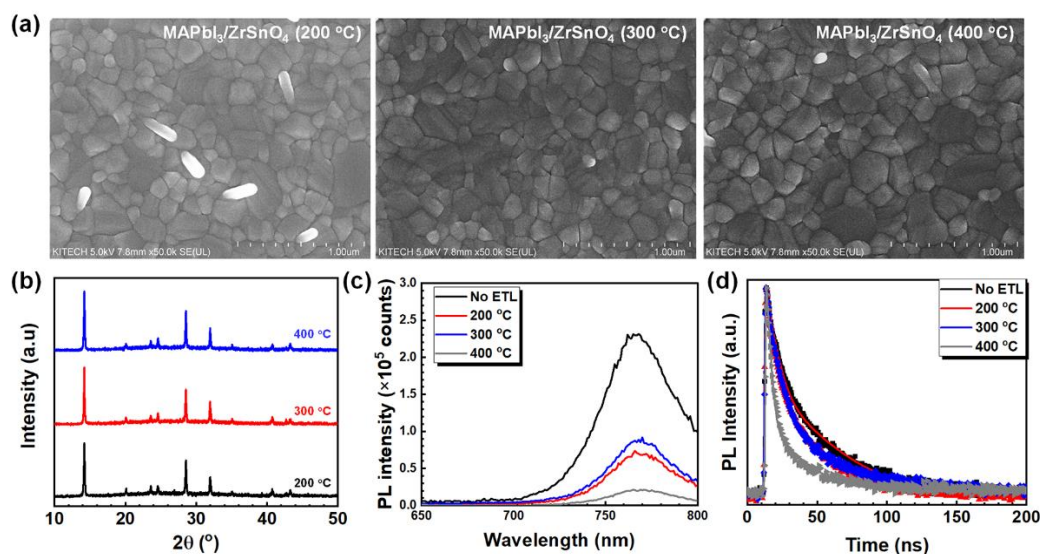 (a)
MAPbI₃/ZrSnO₄ (200 °C)
MAPbI₃/ZrSnO₄ (300 °C)
MAPbI₃/ZrSnO₄ (400 °C)
KITECH 5.0kV 7.8mm x50.0k SE(UL)
1.00um
KITECH 5.0kV 7.8mm x50.0k SE(UL)
1.00um
KITECH 5.0kV 7.8mm x50.0k SE(UL)
1.00um
(b)
Intensity (a.u)
400 °C
300 °C
200 °C
10 20 30 40 50
2θ (°)
(c)
PL intensity (×10⁵ counts)
3.0
2.5
2.0
1.5
1.0
0.5
0.0
No ETL
200 °C
300 °C
400 °C
650 700 750 800
Wavelength (nm)
(d)
PL Intensity (a.u.)
No ETL
200 °C
300 °C
400 °C
0 50 100 150 200
Time (ns)